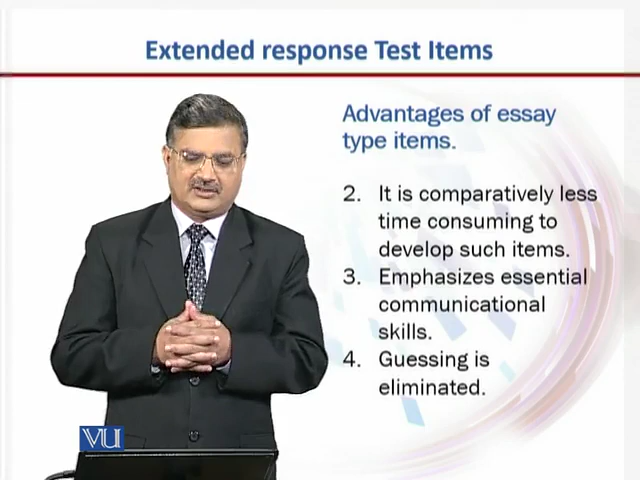 Extended response Test Items
Advantages of essay
type items.
2. It is comparatively less
time consuming to
develop such items.
3. Emphasizes essential
communicational
skills.
4. Guessing is
eliminated.
VU